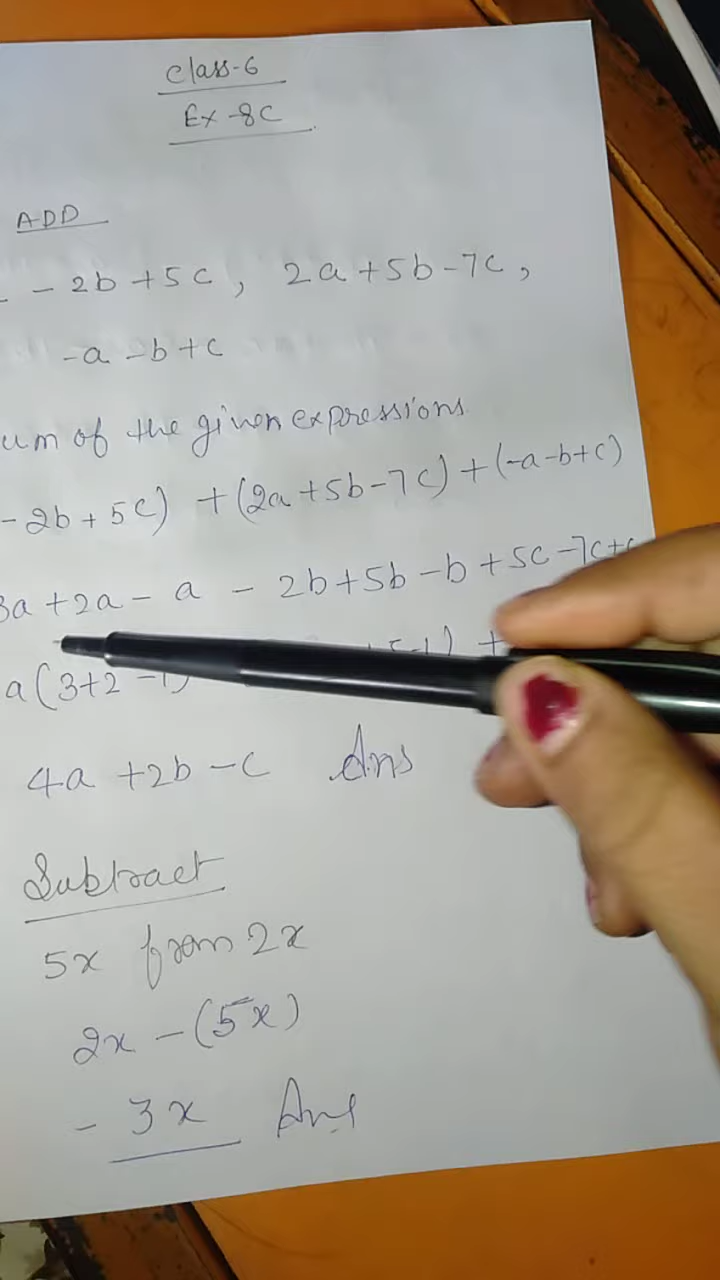 Class-6
Ex-8C
ADD
- 2b + 5c, 2a + 5b - 7c,
-a - b + c
um of the given expressions
- 2b + 5c) + (2a + 5b - 7c) + (-a - b + c)
3a + 2a - a - 2b + 5b - b + 5c - 7c +
a(3+2-1)
4a + 2b - c Ans
Subtract
5x from 2x
2x - (5x)
- 3x Ans